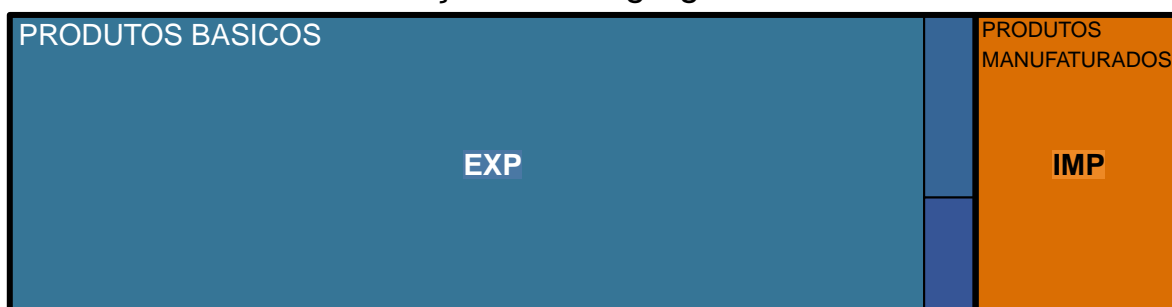 PRODUTOS BASICOS
PRODUTOS
MANUFATURADOS
EXP
IMP